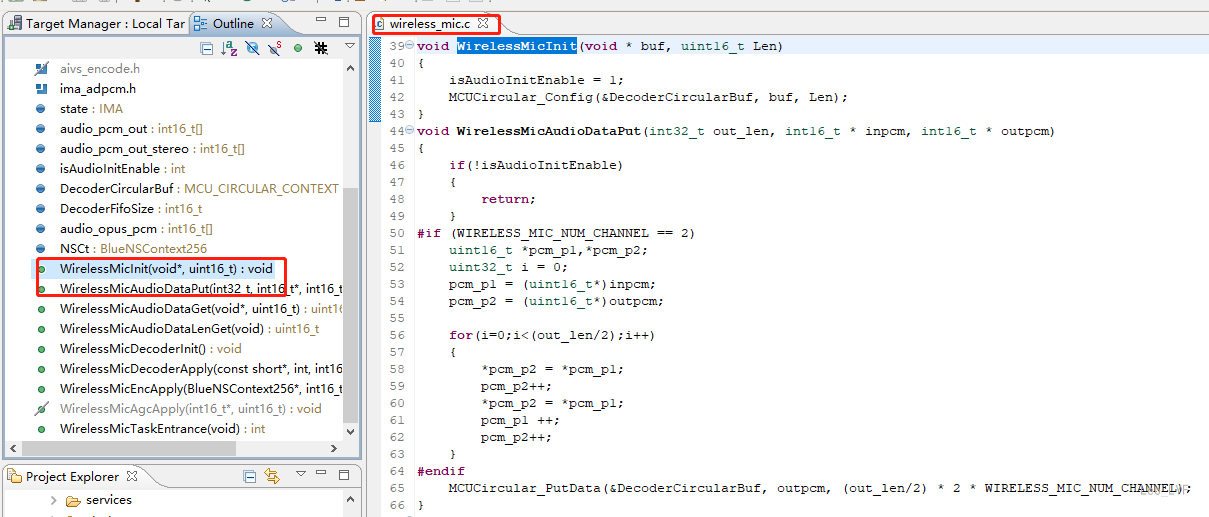 Target Manager : Local Tar
Outline
aivs_encode.h
ima_adpcm.h
state : IMA
audio_pcm_out : int16_t[]
audio_pcm_out_stereo : int16_t[]
isAudioInitEnable : int
DecoderCircularBuf : MCU_CIRCULAR_CONTEXT
DecoderFifoSize : int16_t
audio_opus_pcm : int16_t[]
NSCt : BlueNSContext256
WirelessMicInit(void*, uint16_t) : void
WirelessMicAudioDataPut(int32_t, int16_t*, int16_t
WirelessMicAudioDataGet(void*, uint16_t) : uint1
WirelessMicAudioDataLenGet(void) : uint16_t
WirelessMicDecoderInit() : void
WirelessMicDecoderApply(const short*, int, int16
WirelessMicEncApply(BlueNSContext256*, int16_t
WirelessMicAgcApply(int16_t*, uint16_t) : void
WirelessMicTaskEntrance(void) : int
Project Explorer
services
wireless_mic.c
39 void WirelessMicInit(void * buf, uint16_t Len)
40 {
41 isAudioInitEnable = 1;
42 MCUCircular_Config(&DecoderCircularBuf, buf, Len);
43 }
44 void WirelessMicAudioDataPut(int32_t out_len, int16_t * inpcm, int16_t * outpcm)
45 {
46 if(!isAudioInitEnable)
47 {
48 return;
49 }
50 #if (WIRELESS_MIC_NUM_CHANNEL == 2)
51 uint16_t *pcm_p1,*pcm_p2;
52 uint32_t i = 0;
53 pcm_p1 = (uint16_t*)inpcm;
54 pcm_p2 = (uint16_t*)outpcm;
55
56 for(i=0;i<(out_len/2);i++)
57 {
58 *pcm_p2 = *pcm_p1;
59 pcm_p2++;
60 *pcm_p2 = *pcm_p1;
61 pcm_p1 ++;
62 pcm_p2++;
63 }
64 #endif
65 MCUCircular_PutData(&DecoderCircularBuf, outpcm, (out_len/2) * 2 * WIRELESS_MIC_NUM_CHANNEL);
66 }